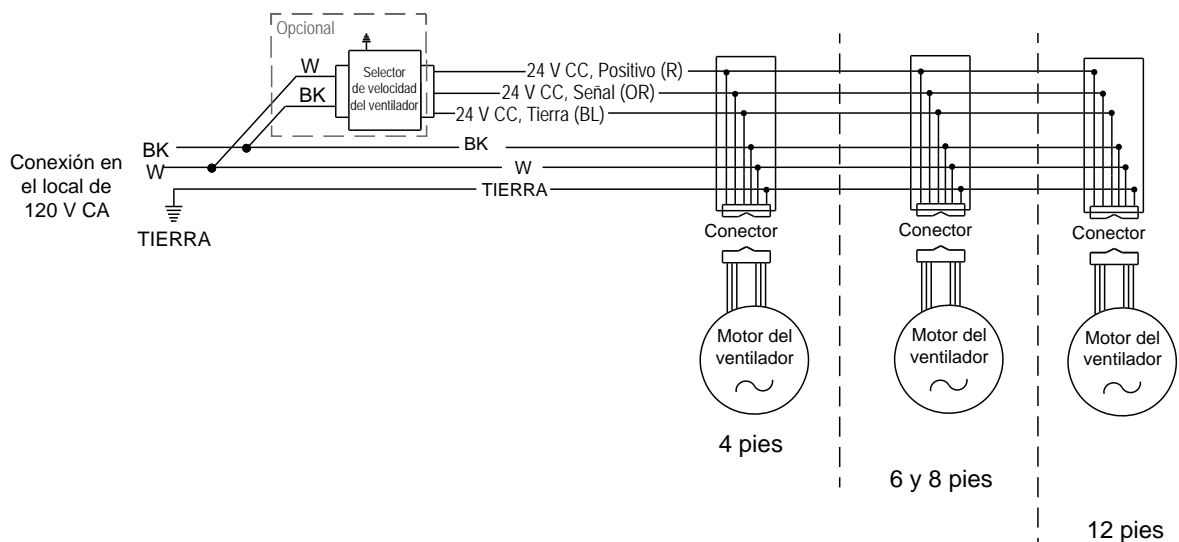 Opcional
W
BK
Selector
de velocidad
del ventilador
24 V CC, Positivo (R)
24 V CC, Señal (OR)
24 V CC, Tierra (BL)
Conexión en
el local de
120 V CA
BK
W
BK
W
TIERRA
TIERRA
Conector
Conector
Conector
Motor del
ventilador
Motor del
ventilador
Motor del
ventilador
4 pies
6 y 8 pies
12 pies